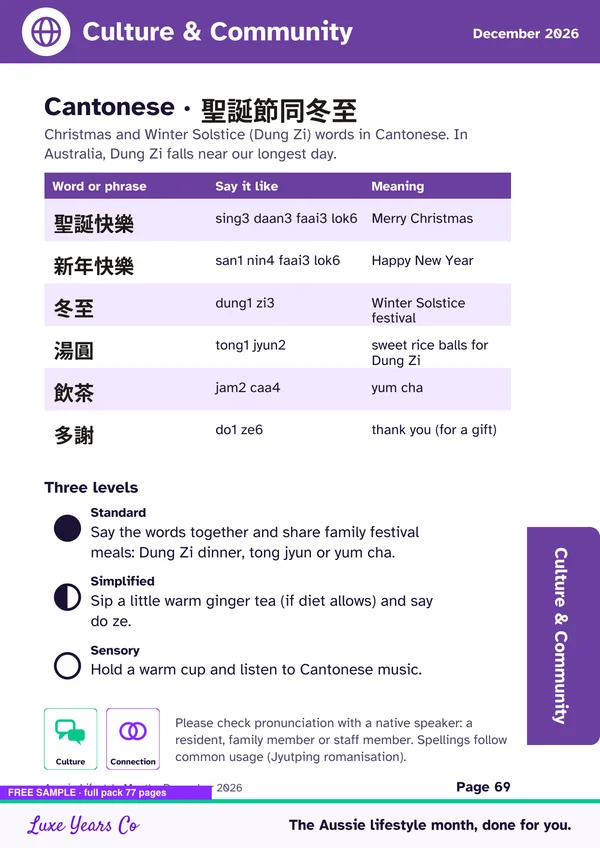 Culture & Community
December 2026
Cantonese · 聖誕節同冬至
Christmas and Winter Solstice (Dung Zi) words in Cantonese. In
Australia, Dung Zi falls near our longest day.
Word or phrase Say it like Meaning
聖誕快樂 sing3 daan3 faai3 lok6 Merry Christmas
新年快樂 san1 nin4 faai3 lok6 Happy New Year
冬至 dung1 zi3 Winter Solstice
festival
湯圓 tong1 jyun2 sweet rice balls for
Dung Zi
飲茶 jam2 caa4 yum cha
多謝 do1 ze6 thank you (for a gift)
Three levels
Standard
Say the words together and share family festival
meals: Dung Zi dinner, tong jyun or yum cha.
Simplified
Sip a little warm ginger tea (if diet allows) and say
do ze.
Sensory
Hold a warm cup and listen to Cantonese music.
Culture & Community
Culture
Connection
Please check pronunciation with a native speaker: a
resident, family member or staff member. Spellings follow
common usage (Jyutping romanisation).
2026
Page 69
FREE SAMPLE · full pack 77 pages
Luxe Years Co
The Aussie lifestyle month, done for you.